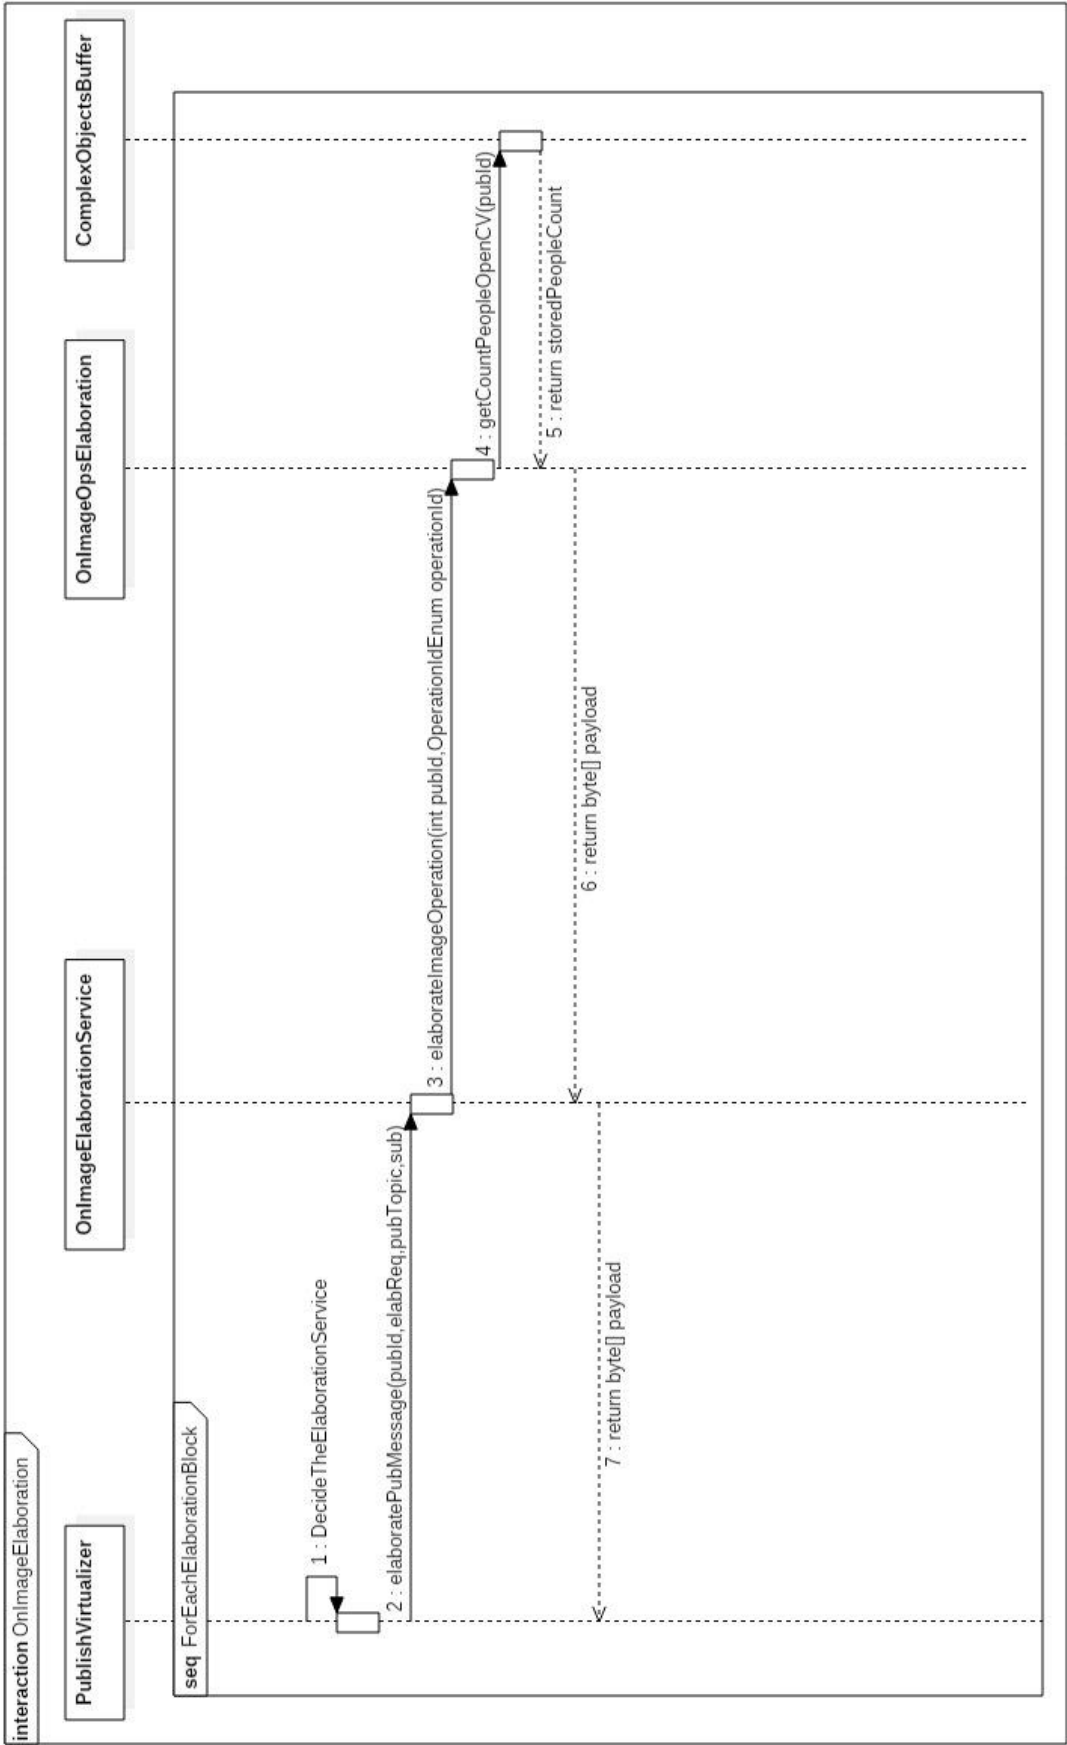 interaction OnImageElaboration
PublishVirtualizer
OnImageElaborationService
OnImageOpsElaboration
ComplexObjectsBuffer
seq ForEachElaborationBlock
1 : DecideTheElaborationService
2 : elaboratePubMessage(pubId,elabReq,pubTopic,sub)
3 : elaborateImageOperation(int pubId,OperationIdEnum operationId)
4 : getCountPeopleOpenCV(pubId)
5 : return storedPeopleCount
6 : return byte[] payload
7 : return byte[] payload